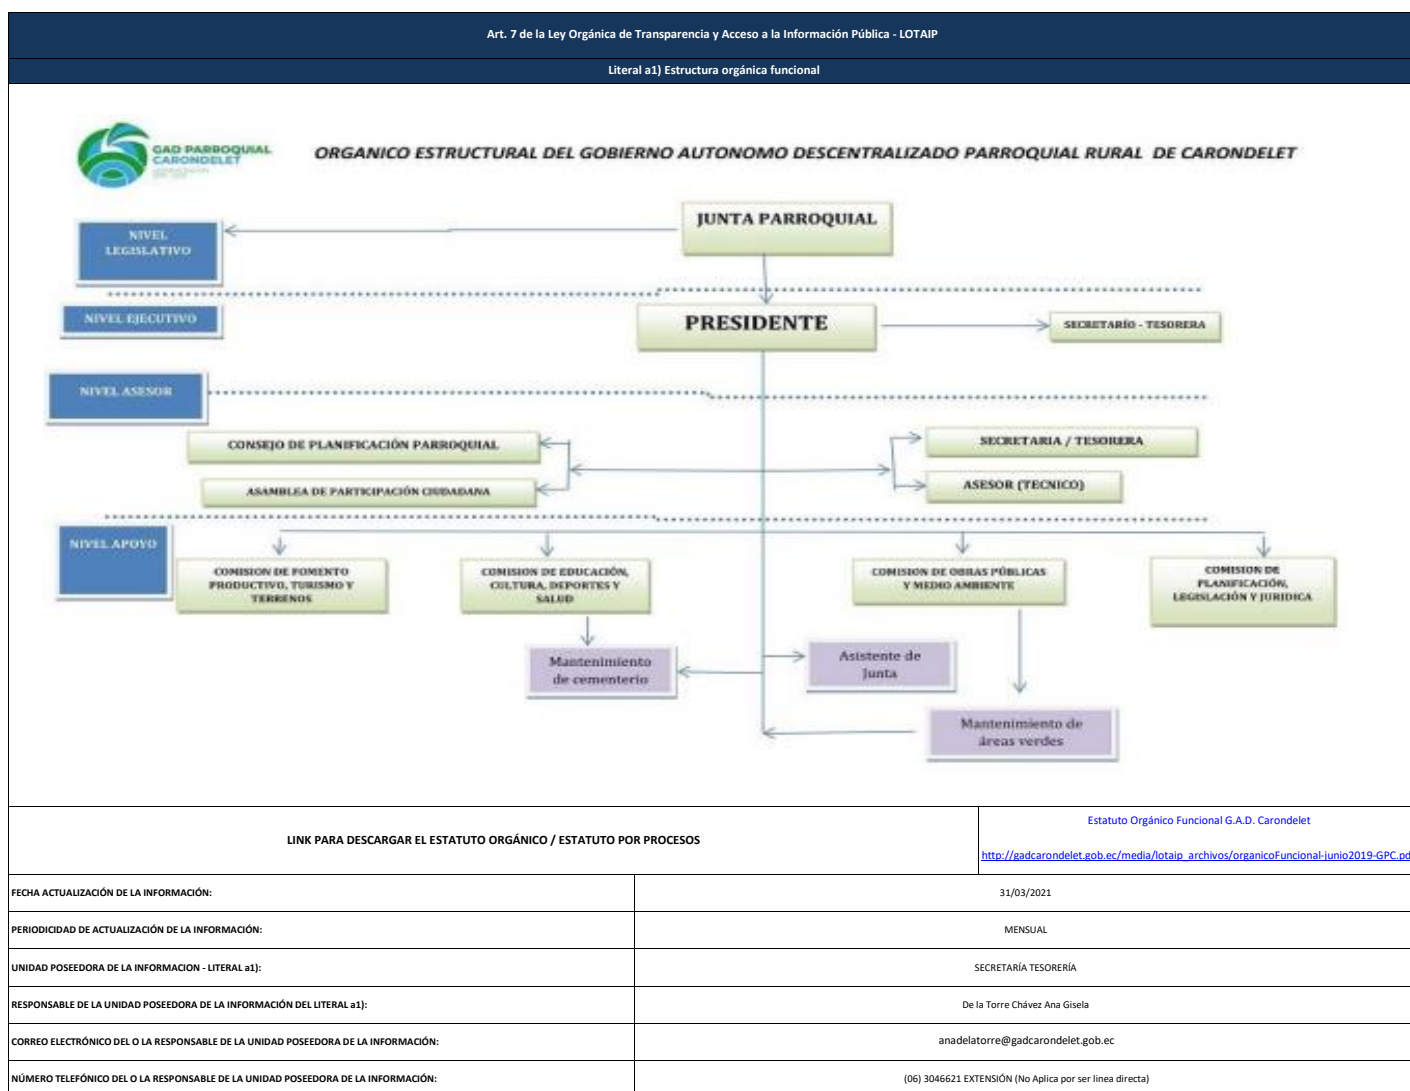 Art. 7 de la Ley Orgánica de Transparencia y Acceso a la Información Pública - LOTAIP
Literal a1) Estructura orgánica funcional
GAD PARROQUIAL
CARONDELET
ORGANICO ESTRUCTURAL DEL GOBIERNO AUTONOMO DESCENTRALIZADO PARROQUIAL RURAL DE CARONDELET
JUNTA PARROQUIAL
NIVEL
LEGISLATIVO
NIVEL EJECUTIVO
PRESIDENTE
SECRETARÍO - TESORERA
NIVEL ASESOR
CONSEJO DE PLANIFICACIÓN PARROQUIAL
SECRETARIA / TESORERA
ASAMBLEA DE PARTICIPACIÓN CIUDADANA
ASESOR (TECNICO)
NIVEL APOYO
COMISION DE FOMENTO
PRODUCTIVO, TURISMO Y
TERRENOS
COMISION DE EDUCACIÓN,
CULTURA, DEPORTES Y
SALUD
COMISION DE OBRAS PÚBLICAS
Y MEDIO AMBIENTE
COMISION DE
PLANIFICACIÓN,
LEGISLACIÓN Y JURIDICA
Mantenimiento
de cementerio
Asistente de
Junta
Mantenimiento de
áreas verdes
LINK PARA DESCARGAR EL ESTATUTO ORGÁNICO / ESTATUTO POR PROCESOS
Estatuto Orgánico Funcional G.A.D. Carondelet
http://gadcarondelet.gob.ec/media/lotaip_archivos/organicoFuncional-junio2019-GPC.pd
FECHA ACTUALIZACIÓN DE LA INFORMACIÓN:
31/03/2021
PERIODICIDAD DE ACTUALIZACIÓN DE LA INFORMACIÓN:
MENSUAL
UNIDAD POSEEDORA DE LA INFORMACION - LITERAL a1):
SECRETARÍA TESORERÍA
RESPONSABLE DE LA UNIDAD POSEEDORA DE LA INFORMACIÓN DEL LITERAL a1):
De la Torre Chávez Ana Gisela
CORREO ELECTRÓNICO DEL O LA RESPONSABLE DE LA UNIDAD POSEEDORA DE LA INFORMACIÓN:
anadelatorre@gadcarondelet.gob.ec
NÚMERO TELEFÓNICO DEL O LA RESPONSABLE DE LA UNIDAD POSEEDORA DE LA INFORMACIÓN:
(06) 3046621 EXTENSIÓN (No Aplica por ser linea directa)